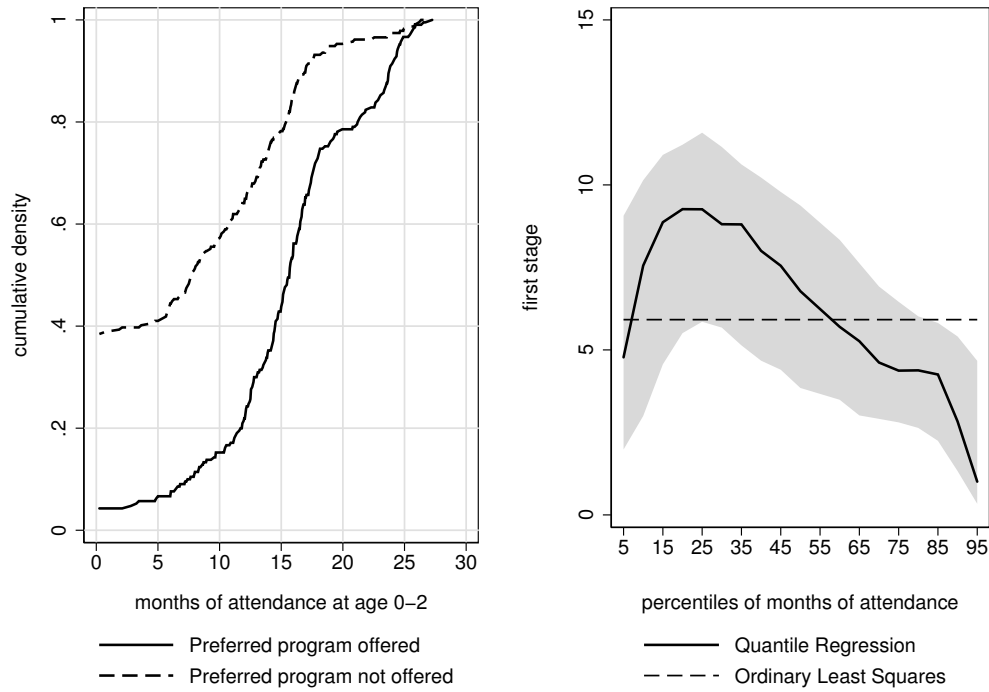 cumulative density
1
.8
.6
.4
.2
0
0 5 10 15 20 25 30
months of attendance at age 0−2
Preferred program offered
Preferred program not offered
first stage
15
10
5
0
5 15 25 35 45 55 65 75 85 95
percentiles of months of attendance
Quantile Regression
Ordinary Least Squares